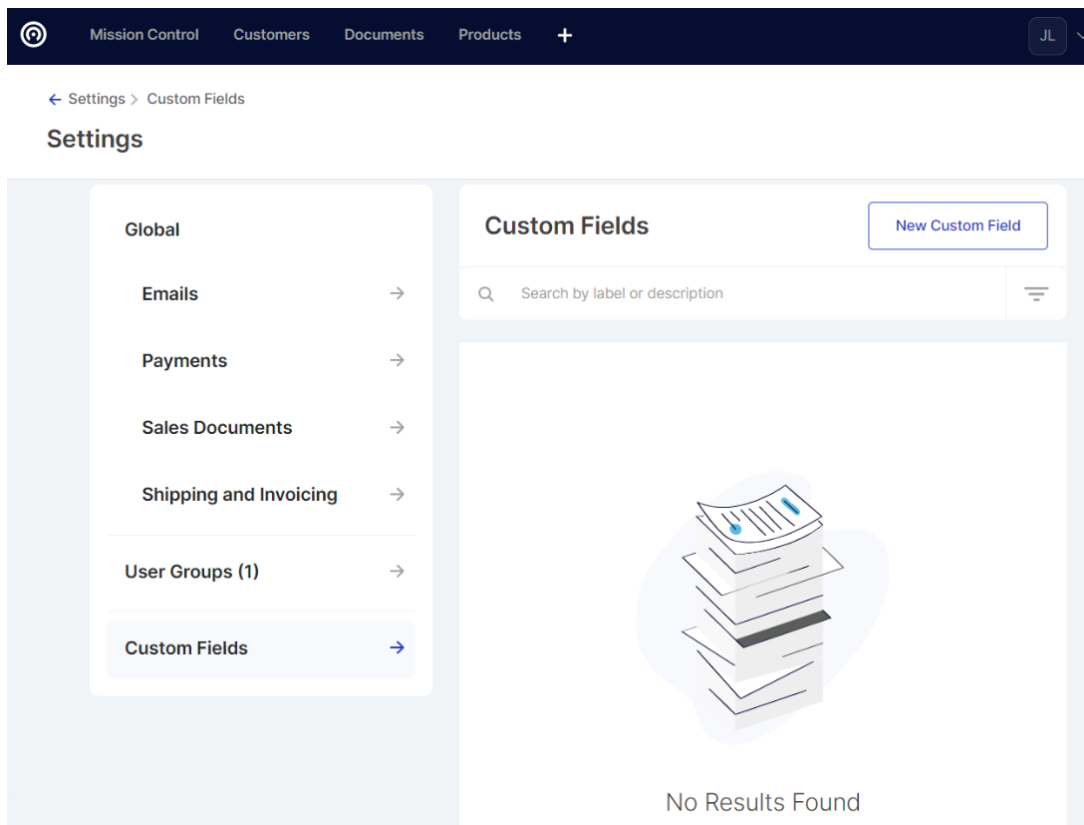 Mission Control Customers Documents Products + JL
← Settings > Custom Fields
Settings
Global
Emails
Payments
Sales Documents
Shipping and Invoicing
User Groups (1)
Custom Fields
Custom Fields
New Custom Field
Search by label or description
No Results Found